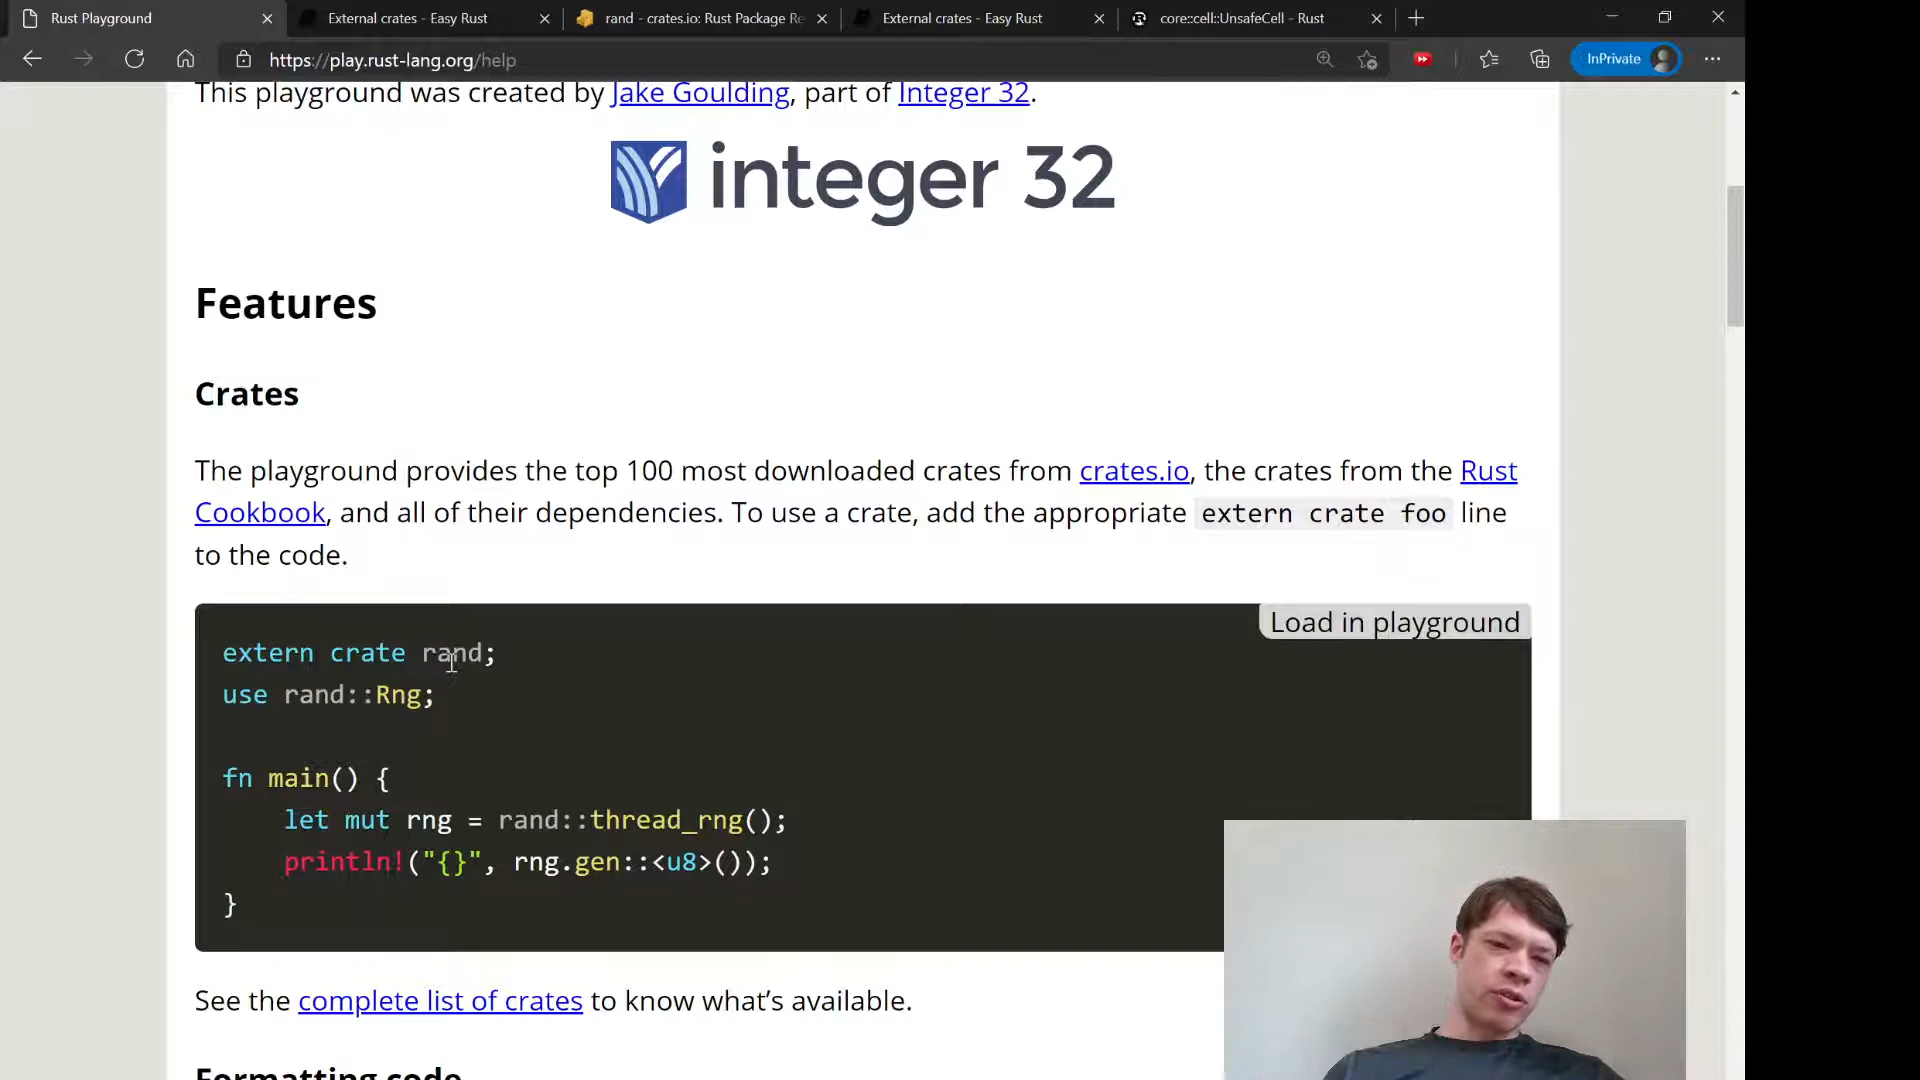 Rust Playground
External crates - Easy Rust
rand - crates.io: Rust Package Re
External crates - Easy Rust
core::cell::UnsafeCell - Rust
https://play.rust-lang.org/help
InPrivate
This playground was created by Jake Goulding, part of Integer 32.
integer 32
Features
Crates
The playground provides the top 100 most downloaded crates from crates.io, the crates from the Rust
Cookbook, and all of their dependencies. To use a crate, add the appropriate extern crate foo line
to the code.
Load in playground
extern crate rand;
use rand::Rng;
fn main() {
    let mut rng = rand::thread_rng();
    println!("{}", rng.gen::<u8>());
}
See the complete list of crates to know what's available.
Formatting code